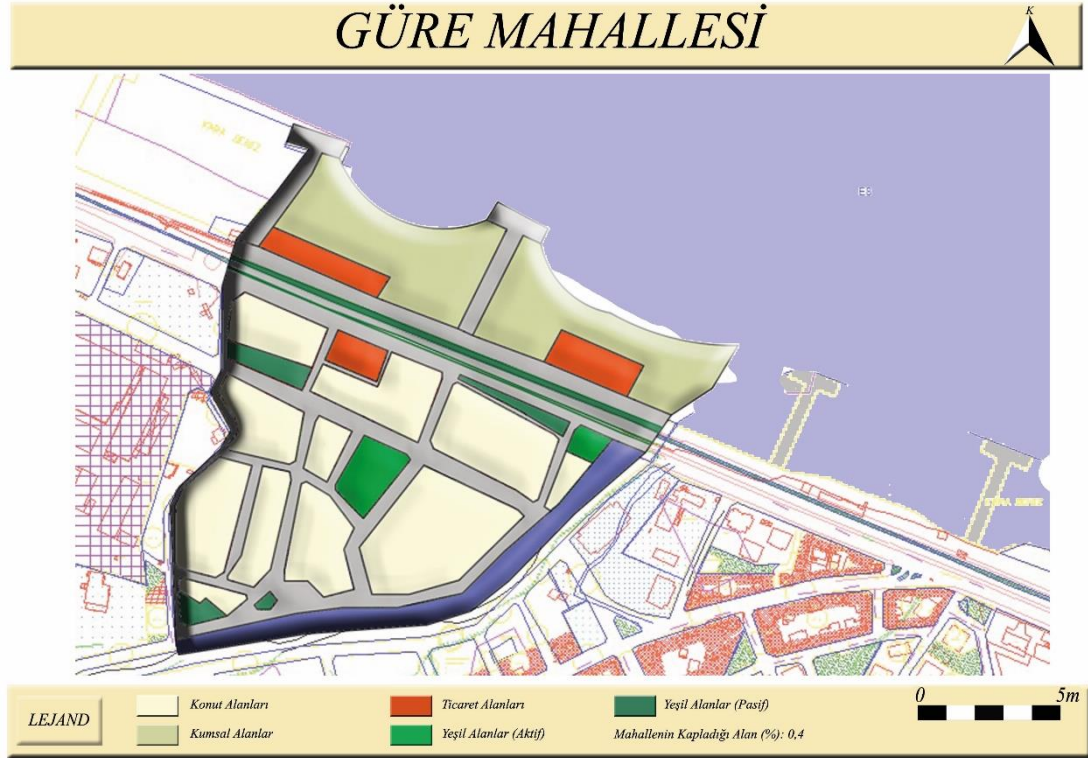 GÜRE MAHALLESİ
K
LEJAND
Konut Alanları
Kumsal Alanlar
Ticaret Alanları
Yeşil Alanlar (Aktif)
Yeşil Alanlar (Pasif)
Mahallenin Kapladığı Alan (%): 0,4
0 5m